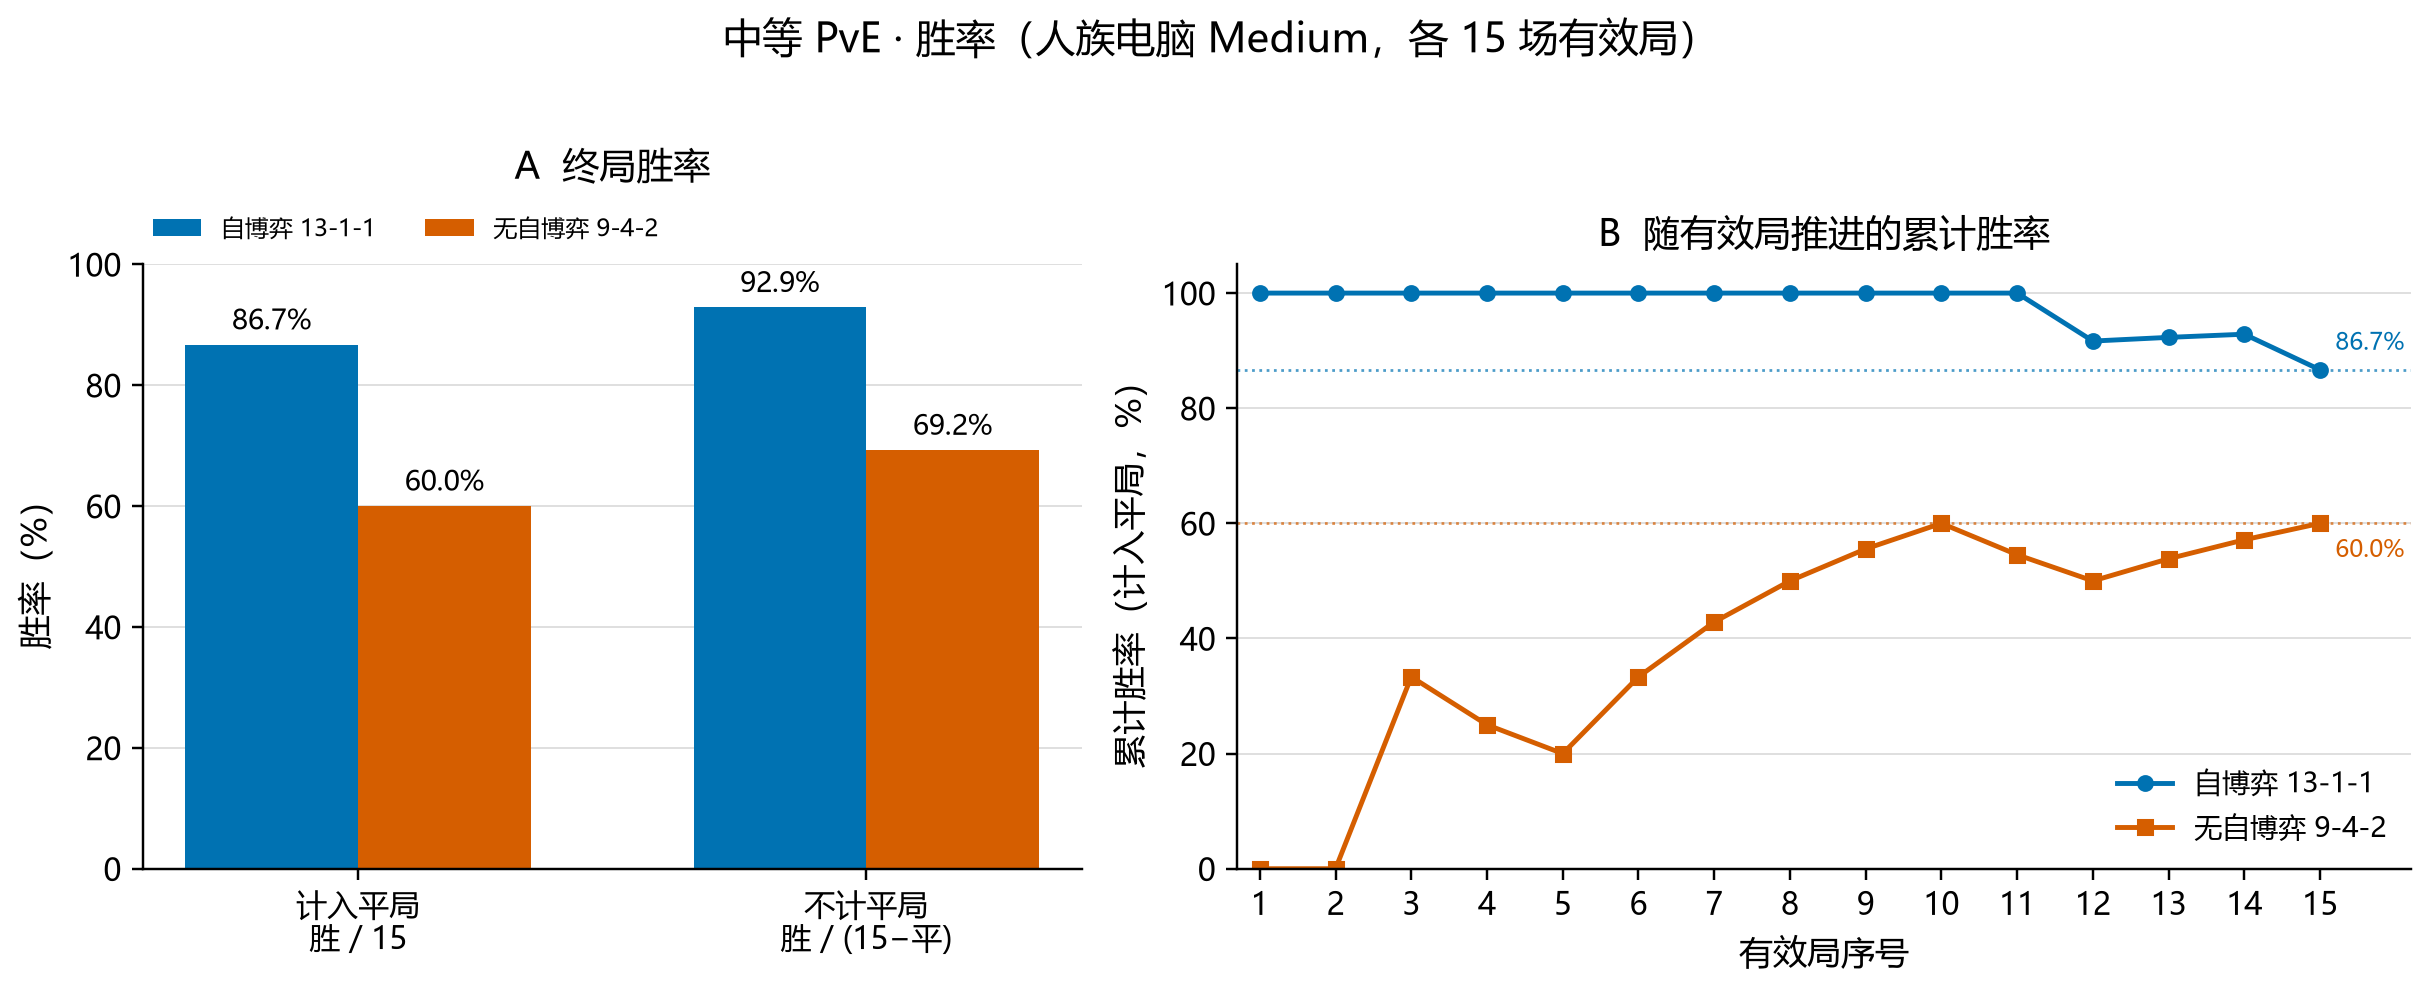 中等 PvE · 胜率（人族电脑 Medium，各 15 场有效局）
A 终局胜率
自博弈 13-1-1
无自博弈 9-4-2
胜率（%）
100
80
60
40
20
0
86.7%
60.0%
92.9%
69.2%
计入平局
胜 / 15
不计平局
胜 / (15−平)
B 随有效局推进的累计胜率
累计胜率（计入平局，%）
100
80
60
40
20
0
86.7%
60.0%
自博弈 13-1-1
无自博弈 9-4-2
1 2 3 4 5 6 7 8 9 10 11 12 13 14 15
有效局序号